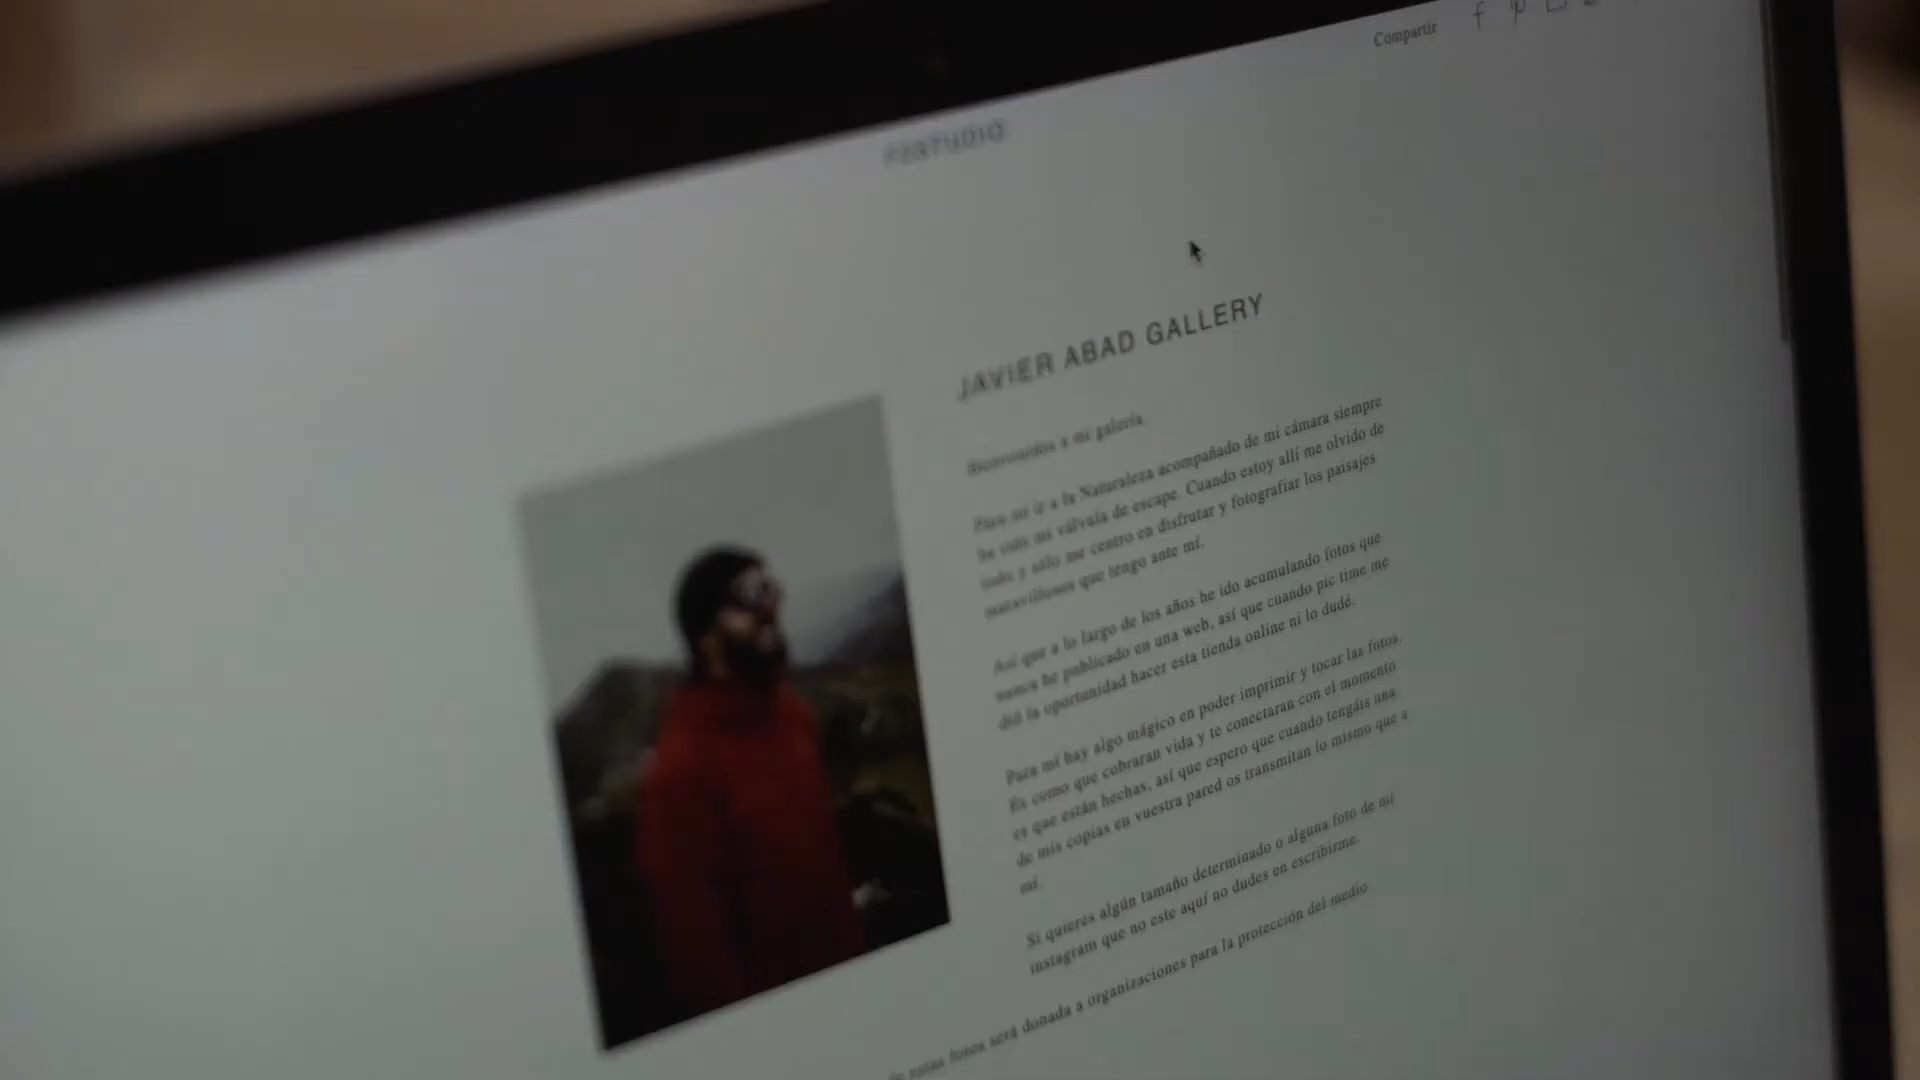 Compartir
JAVIER ABAD GALLERY
Bienvenidos a mi galería.
Para mí ir a la Naturaleza acompañado de mi cámara siempre
ha sido mi válvula de escape. Cuando estoy allí me olvido de
todo y sólo me centro en disfrutar y fotografiar los paisajes
maravillosos que tengo ante mí.
Así que a lo largo de los años he ido acumulando fotos que
nunca he publicado en una web, así que cuando pic time me
dió la oportunidad hacer esta tienda online ni lo dudé.
Para mí hay algo mágico en poder imprimir y tocar las fotos.
Es como que cobraran vida y te conectaran con el momento
es que están hechas, así que espero que cuando tengáis una
de mis copias en vuestra pared os transmitan lo mismo que a
mí.
Si quieres algún tamaño determinado o alguna foto de mi
instagram que no este aquí no dudes en escribirme.
estas fotos será donada a organizaciones para la protección del medio